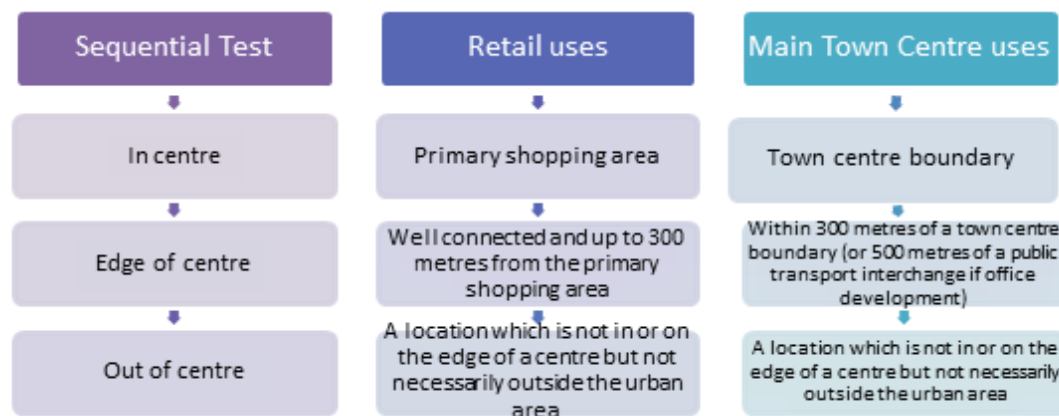 Sequential Test
In centre
Edge of centre
Out of centre
Retail uses
Primary shopping area
Well connected and up to 300
metres from the primary
shopping area
A location which is not in or on
the edge of a centre but not
necessarily outside the urban
area
Main Town Centre uses
Town centre boundary
Within 300 metres of a town centre
boundary (or 500 metres of a public
transport interchange if office
development)
A location which is not in or on the
edge of a centre but not necessarily
outside the urban area